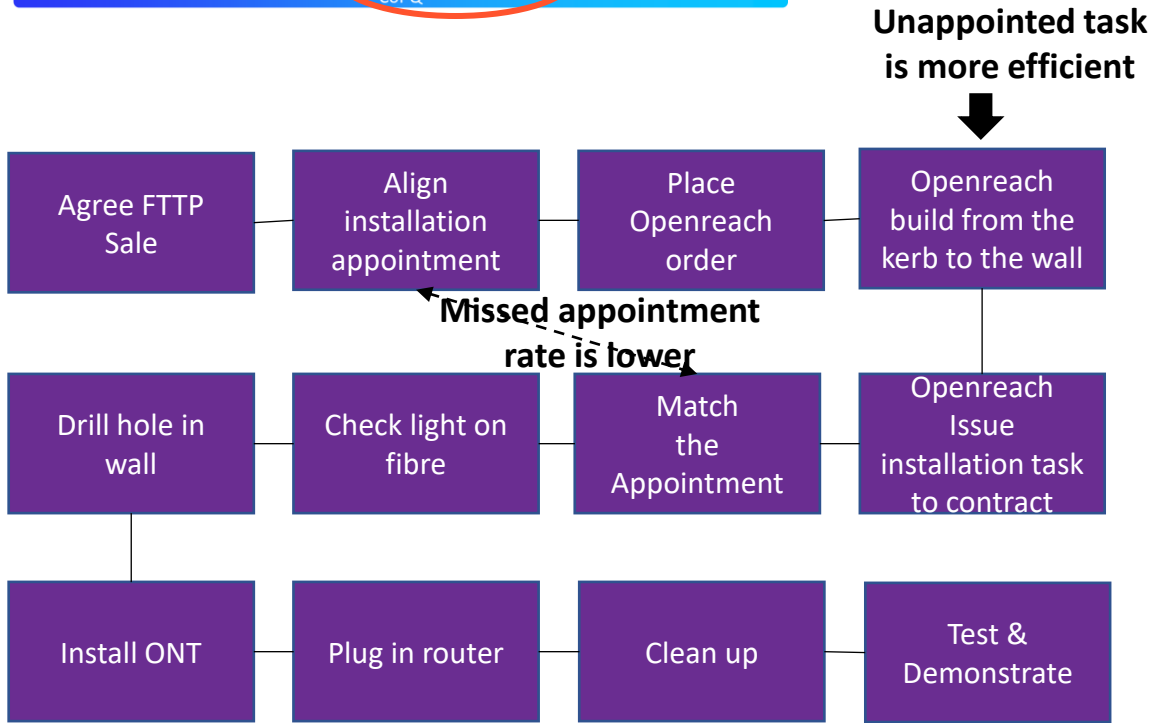 Unappointed task
is more efficient
Agree FTTP
Sale
Align
installation
appointment
Place
Openreach
order
Openreach
build from the
kerb to the wall
Missed appointment
rate is lower
Drill hole in
wall
Check light on
fibre
Match
the
Appointment
Openreach
Issue
installation task
to contract
Install ONT
Plug in router
Clean up
Test &
Demonstrate